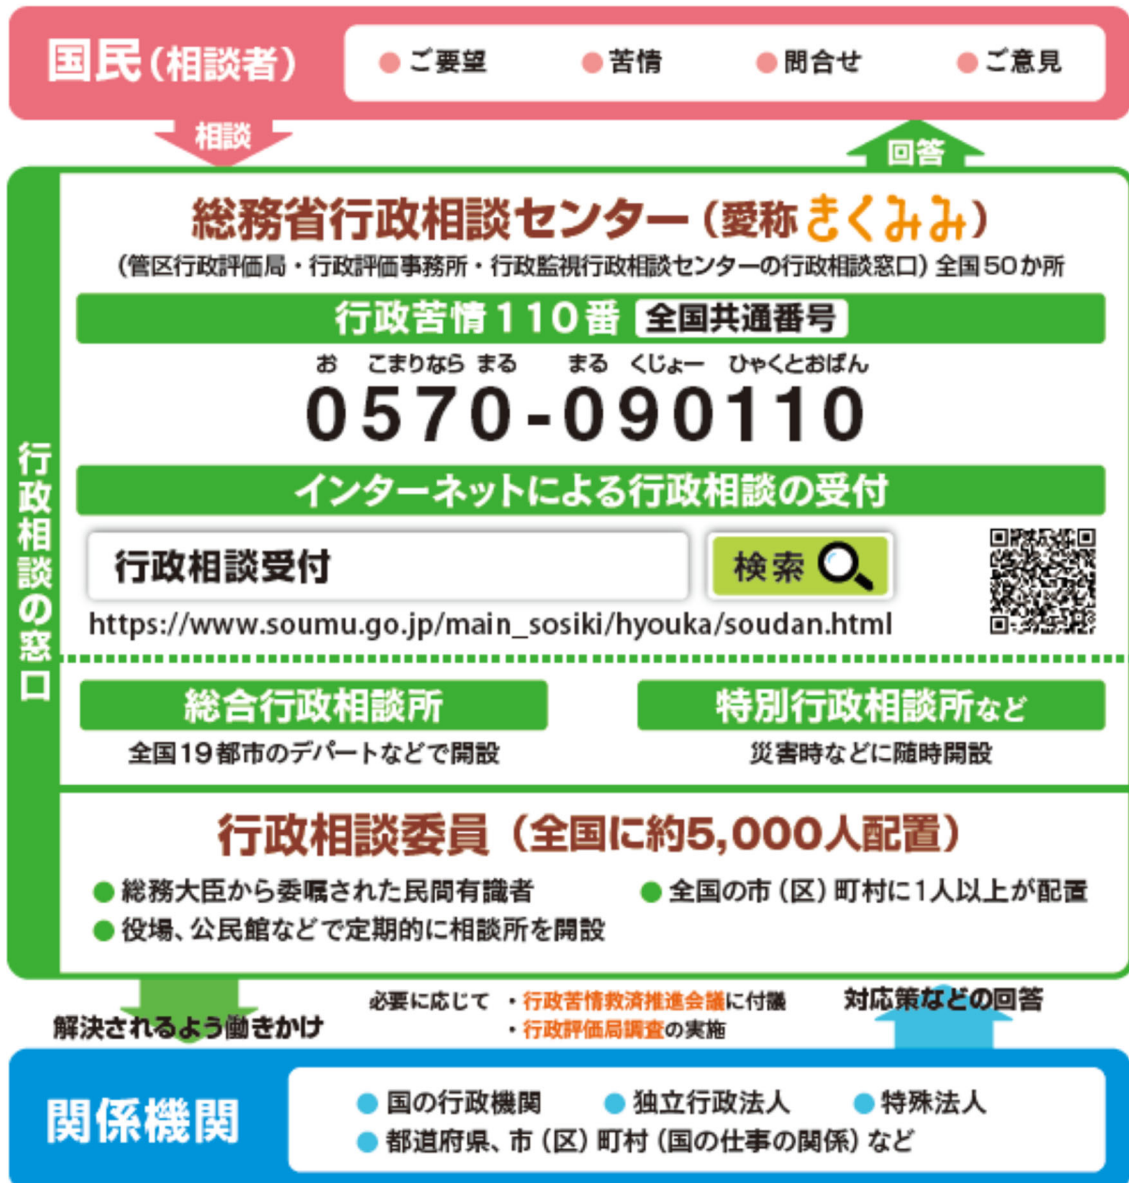 国民（相談者）
● ご要望 ● 苦情 ● 問合せ ● ご意見
相談
回答
行政相談の窓口
総務省行政相談センター（愛称 きくみみ）
（管区行政評価局・行政評価事務所・行政監視行政相談センターの行政相談窓口）全国50か所
行政苦情110番 全国共通番号
お こまりなら まる まる くじょー ひゃくとおばん
0570-090110
インターネットによる行政相談の受付
行政相談受付 検索
https://www.soumu.go.jp/main_sosiki/hyouka/soudan.html
総合行政相談所
全国19都市のデパートなどで開設
特別行政相談所など
災害時などに随時開設
行政相談委員（全国に約5,000人配置）
● 総務大臣から委嘱された民間有識者 ● 全国の市（区）町村に1人以上が配置
● 役場、公民館などで定期的に相談所を開設
解決されるよう働きかけ
必要に応じて ・行政苦情救済推進会議に付議
・行政評価局調査の実施
対応策などの回答
関係機関
● 国の行政機関 ● 独立行政法人 ● 特殊法人
● 都道府県、市（区）町村（国の仕事の関係）など